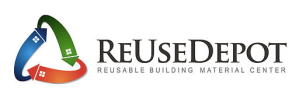 REUSEDEPOT
REUSABLE BUILDING MATERIAL CENTER